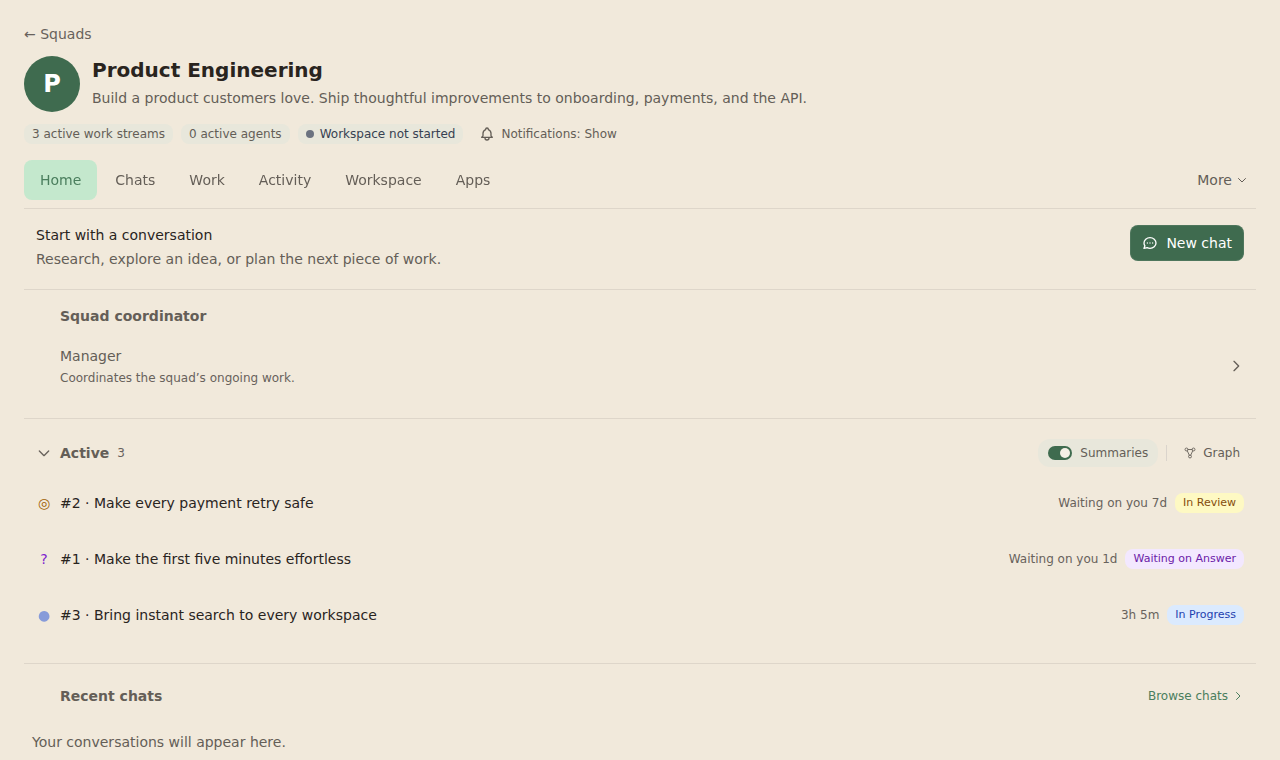 ← Squads
P
Product Engineering
Build a product customers love. Ship thoughtful improvements to onboarding, payments, and the API.
3 active work streams 0 active agents Workspace not started Notifications: Show
Home Chats Work Activity Workspace Apps More
Start with a conversation
Research, explore an idea, or plan the next piece of work.
New chat
Squad coordinator
Manager
Coordinates the squad’s ongoing work.
Active 3 Summaries Graph
#2 · Make every payment retry safe Waiting on you 7d In Review
? #1 · Make the first five minutes effortless Waiting on you 1d Waiting on Answer
#3 · Bring instant search to every workspace 3h 5m In Progress
Recent chats Browse chats
Your conversations will appear here.